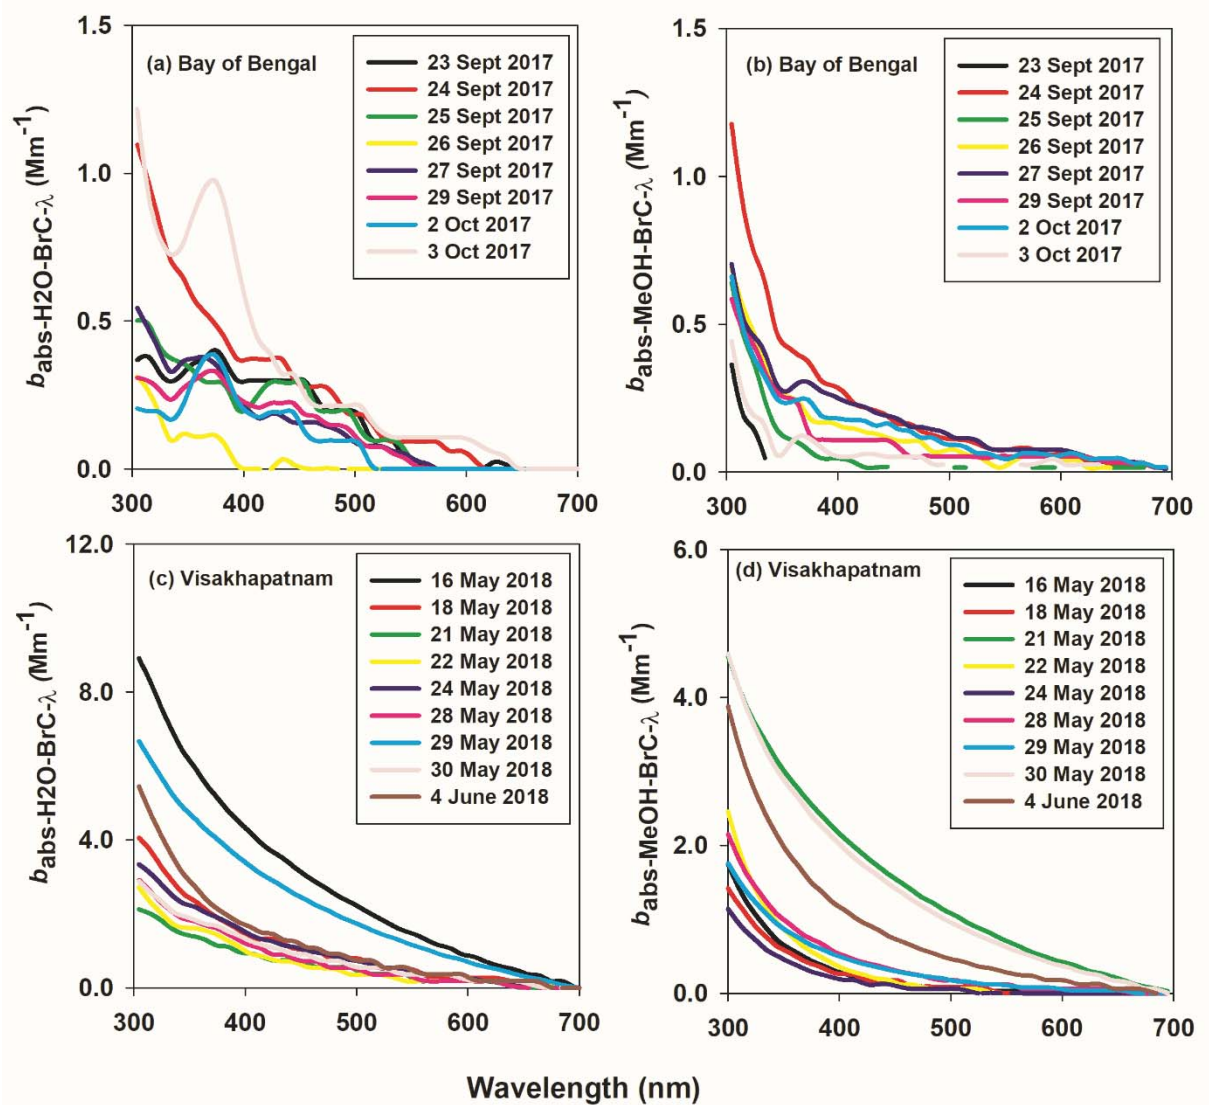 (a) Bay of Bengal
23 Sept 2017
24 Sept 2017
25 Sept 2017
26 Sept 2017
27 Sept 2017
29 Sept 2017
2 Oct 2017
3 Oct 2017
babs-H2O-BrC-λ (Mm-1)
1.5
1.0
0.5
0.0
300 400 500 600 700
(b) Bay of Bengal
23 Sept 2017
24 Sept 2017
25 Sept 2017
26 Sept 2017
27 Sept 2017
29 Sept 2017
2 Oct 2017
3 Oct 2017
babs-MeOH-BrC-λ (Mm-1)
1.5
1.0
0.5
0.0
300 400 500 600 700
(c) Visakhapatnam
16 May 2018
18 May 2018
21 May 2018
22 May 2018
24 May 2018
28 May 2018
29 May 2018
30 May 2018
4 June 2018
babs-H2O-BrC-λ (Mm-1)
12.0
8.0
4.0
0.0
300 400 500 600 700
(d) Visakhapatnam
16 May 2018
18 May 2018
21 May 2018
22 May 2018
24 May 2018
28 May 2018
29 May 2018
30 May 2018
4 June 2018
babs-MeOH-BrC-λ (Mm-1)
6.0
4.0
2.0
0.0
300 400 500 600 700
Wavelength (nm)